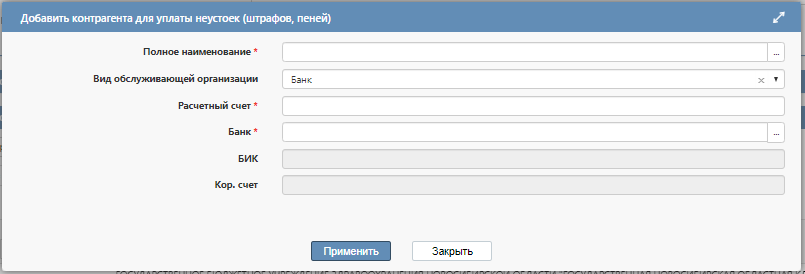 Добавить контрагента для уплаты неустоек (штрафов, пеней)
Полное наименование *
...
Вид обслуживающей организации
Банк
Расчетный счет *
Банк *
...
БИК
Кор. счет
Применить
Закрыть